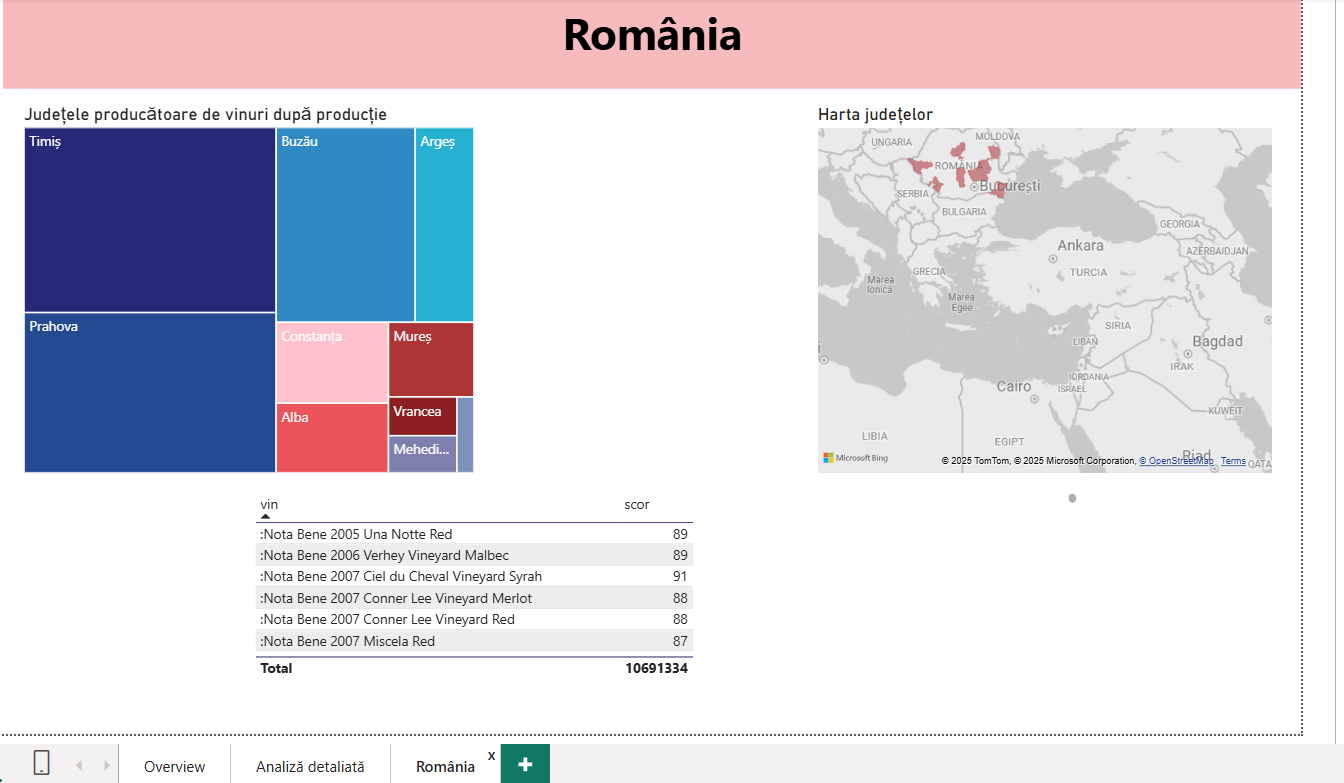 România
Județele producătoare de vinuri după producție
Timiș
Buzău
Argeș
Prahova
Constanța
Mureș
Alba
Vrancea
Mehedi...
Harta județelor
MOLDOVA
UNGARIA
ROMÂNIA
București
SERBIA
BULGARIA
GEORGIA
Ankara
AZERBAIDJAN
GRECIA
TURCIA
Marea
Ionică
Marea
Egee
SIRIA
LIBAN
Bagdad
IRAK
IORDANIA
Cairo
ISRAEL
KUWEIT
LIBIA
EGIPT
Riad
QATA
Microsoft Bing
© 2025 TomTom, © 2025 Microsoft Corporation, © OpenStreetMap Terms
vin scor
:Nota Bene 2005 Una Notte Red 89
:Nota Bene 2006 Verhey Vineyard Malbec 89
:Nota Bene 2007 Ciel du Cheval Vineyard Syrah 91
:Nota Bene 2007 Conner Lee Vineyard Merlot 88
:Nota Bene 2007 Conner Lee Vineyard Red 88
:Nota Bene 2007 Miscela Red 87
Total 10691334
Overview Analiză detaliată România x +